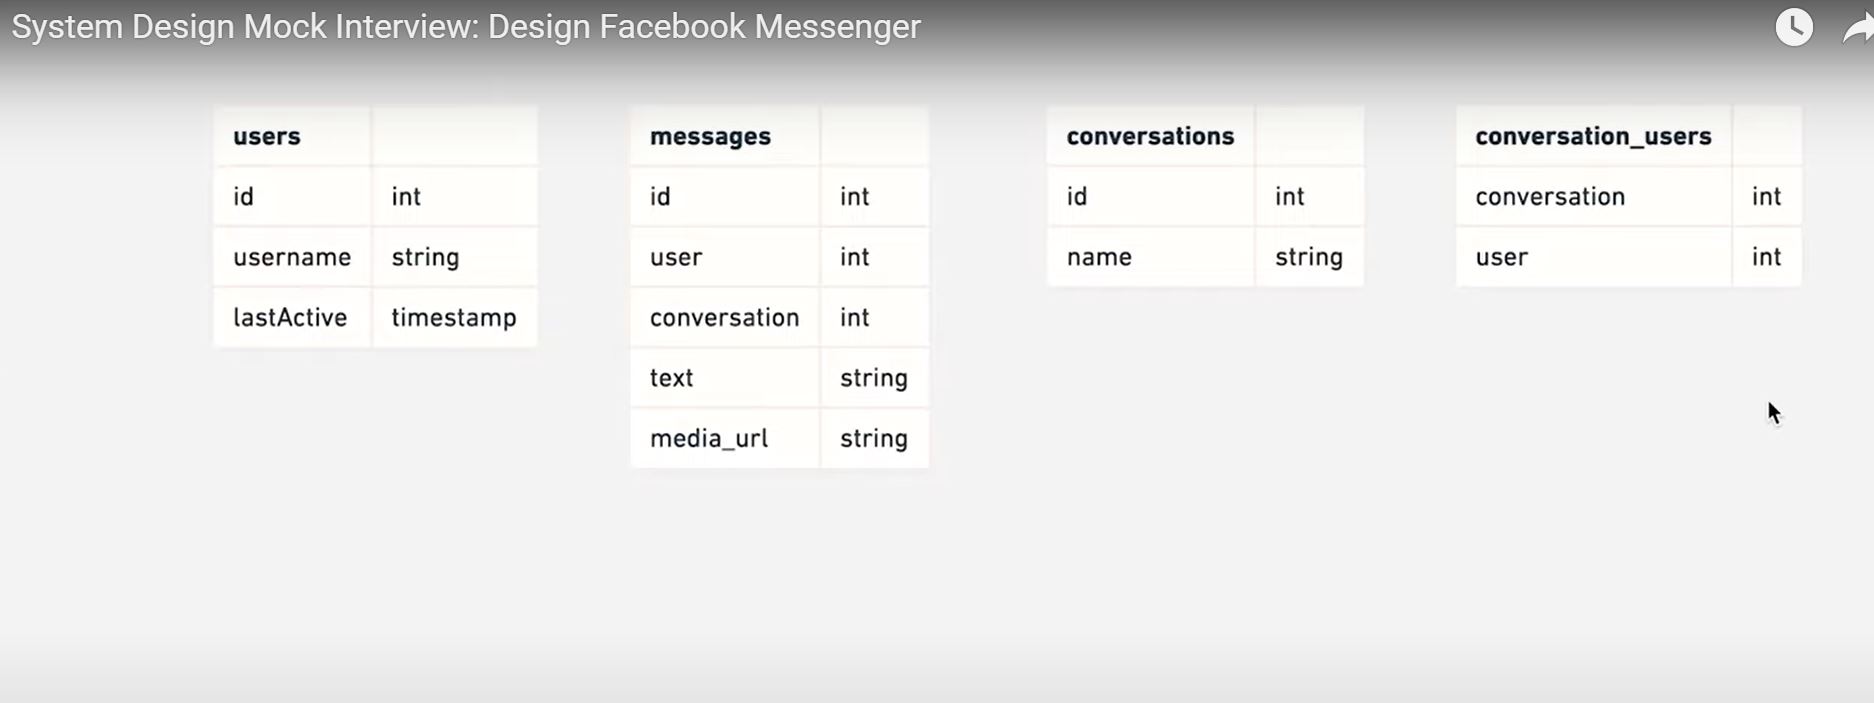 System Design Mock Interview: Design Facebook Messenger
users
id int
username string
lastActive timestamp
messages
id int
user int
conversation int
text string
media_url string
conversations
id int
name string
conversation_users
conversation int
user int